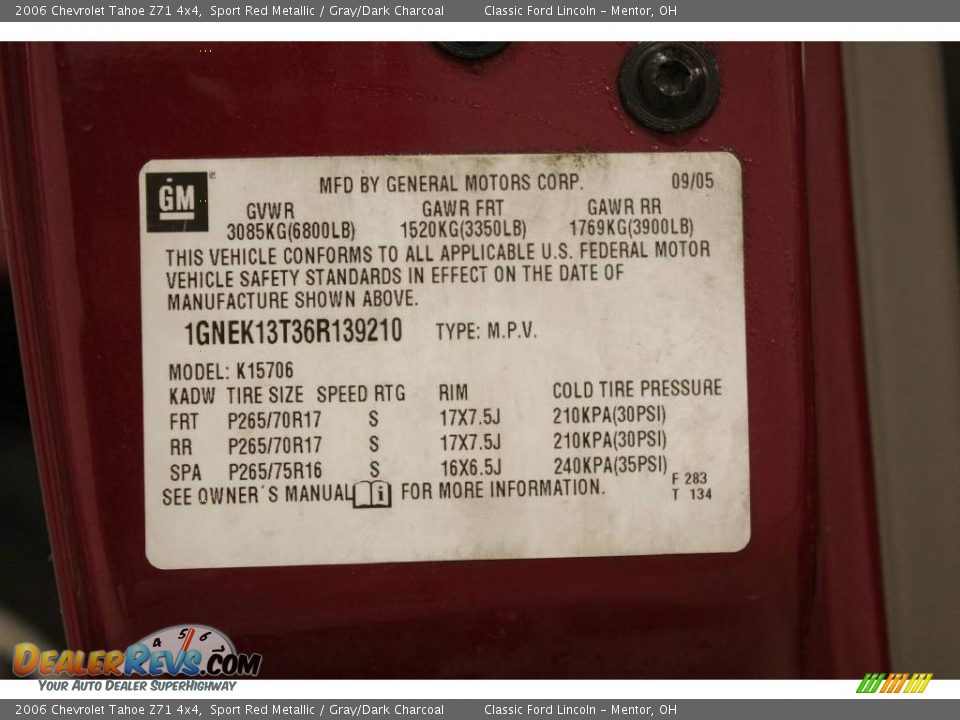 2006 Chevrolet Tahoe Z71 4x4, Sport Red Metallic / Gray/Dark Charcoal Classic Ford Lincoln – Mentor, OH
GM®
MFD BY GENERAL MOTORS CORP. 09/05
GVWR GAWR FRT GAWR RR
3085KG(6800LB) 1520KG(3350LB) 1769KG(3900LB)
THIS VEHICLE CONFORMS TO ALL APPLICABLE U.S. FEDERAL MOTOR
VEHICLE SAFETY STANDARDS IN EFFECT ON THE DATE OF
MANUFACTURE SHOWN ABOVE.
1GNEK13T36R139210 TYPE: M.P.V.
MODEL: K15706
KADW TIRE SIZE SPEED RTG RIM COLD TIRE PRESSURE
FRT P265/70R17 S 17X7.5J 210KPA(30PSI)
RR P265/70R17 S 17X7.5J 210KPA(30PSI)
SPA P265/75R16 S 16X6.5J 240KPA(35PSI)
SEE OWNER´S MANUAL i FOR MORE INFORMATION.
F 283
T 134
4 5 6
DealerRevs.com
Your Auto Dealer SuperHighway
2006 Chevrolet Tahoe Z71 4x4, Sport Red Metallic / Gray/Dark Charcoal Classic Ford Lincoln – Mentor, OH